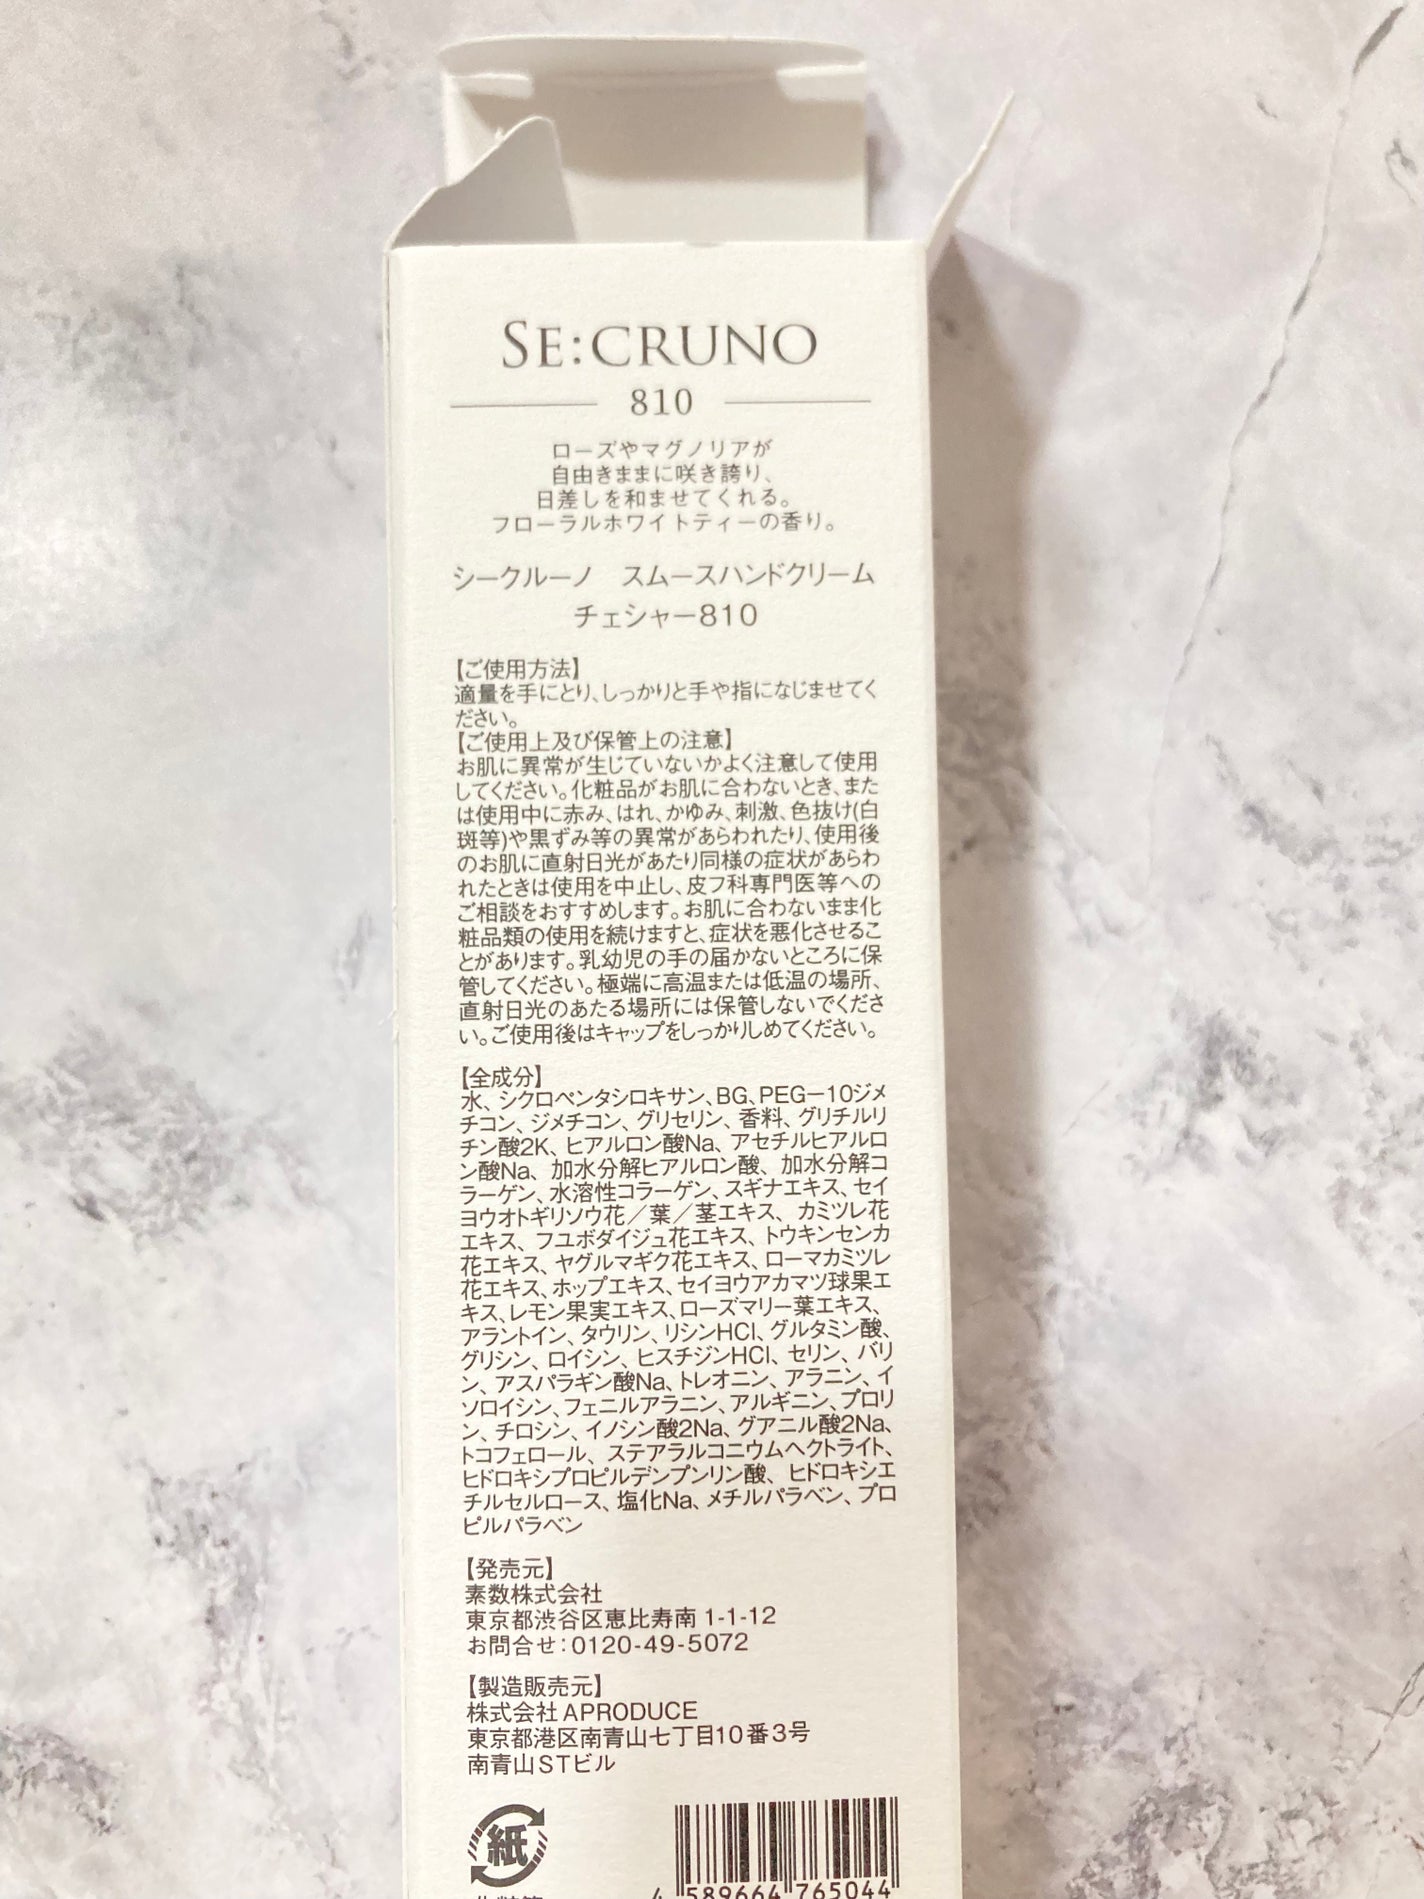 SE:CRUNO
810
ローズやマグノリアが
自由きままに咲き誇り、
日差しを和ませてくれる。
フローラルホワイトティーの香り。
シークルーノ　スムースハンドクリーム
チェシャー810
【ご使用方法】
適量を手にとり、しっかりと手や指になじませてく
ださい。
【ご使用上及び保管上の注意】
お肌に異常が生じていないかよく注意して使用
してください。化粧品がお肌に合わないとき、また
は使用中に赤み、はれ、かゆみ、刺激、色抜け(白
斑等)や黒ずみ等の異常があらわれたり、使用後
のお肌に直射日光があたり同様の症状があらわ
れたときは使用を中止し、皮フ科専門医等への
ご相談をおすすめします。お肌に合わないまま化
粧品類の使用を続けますと、症状を悪化させるこ
とがあります。乳幼児の手の届かないところに保
管してください。極端に高温または低温の場所、
直射日光のあたる場所には保管しないでくださ
い。ご使用後はキャップをしっかりしめてください。
【全成分】
水、シクロペンタシロキサン、BG、PEG－10ジメ
チコン、ジメチコン、グリセリン、香料、グリチルリ
チン酸2K、ヒアルロン酸Na、アセチルヒアルロ
ン酸Na、加水分解ヒアルロン酸、加水分解コ
ラーゲン、水溶性コラーゲン、スギナエキス、セイ
ヨウオトギリソウ花／葉／茎エキス、カミツレ花
エキス、フユボダイジュ花エキス、トウキンセンカ
花エキス、ヤグルマギク花エキス、ローマカミツレ
花エキス、ホップエキス、セイヨウアカマツ球果エ
キス、レモン果実エキス、ローズマリー葉エキス、
アラントイン、タウリン、リシンHCl、グルタミン酸、
グリシン、ロイシン、ヒスチジンHCl、セリン、バリ
ン、アスパラギン酸Na、トレオニン、アラニン、イ
ソロイシン、フェニルアラニン、アルギニン、プロリ
ン、チロシン、イノシン酸2Na、グアニル酸2Na、
トコフェロール、ステアラルコニウムヘクトライト、
ヒドロキシプロピルデンプンリン酸、ヒドロキシエ
チルセルロース、塩化Na、メチルパラベン、プロ
ピルパラベン
【発売元】
素数株式会社
東京都渋谷区恵比寿南 1-1-12
お問合せ：0120-49-5072
【製造販売元】
株式会社 APRODUCE
東京都港区南青山七丁目10番3号
南青山STビル
紙
4 589664 765044